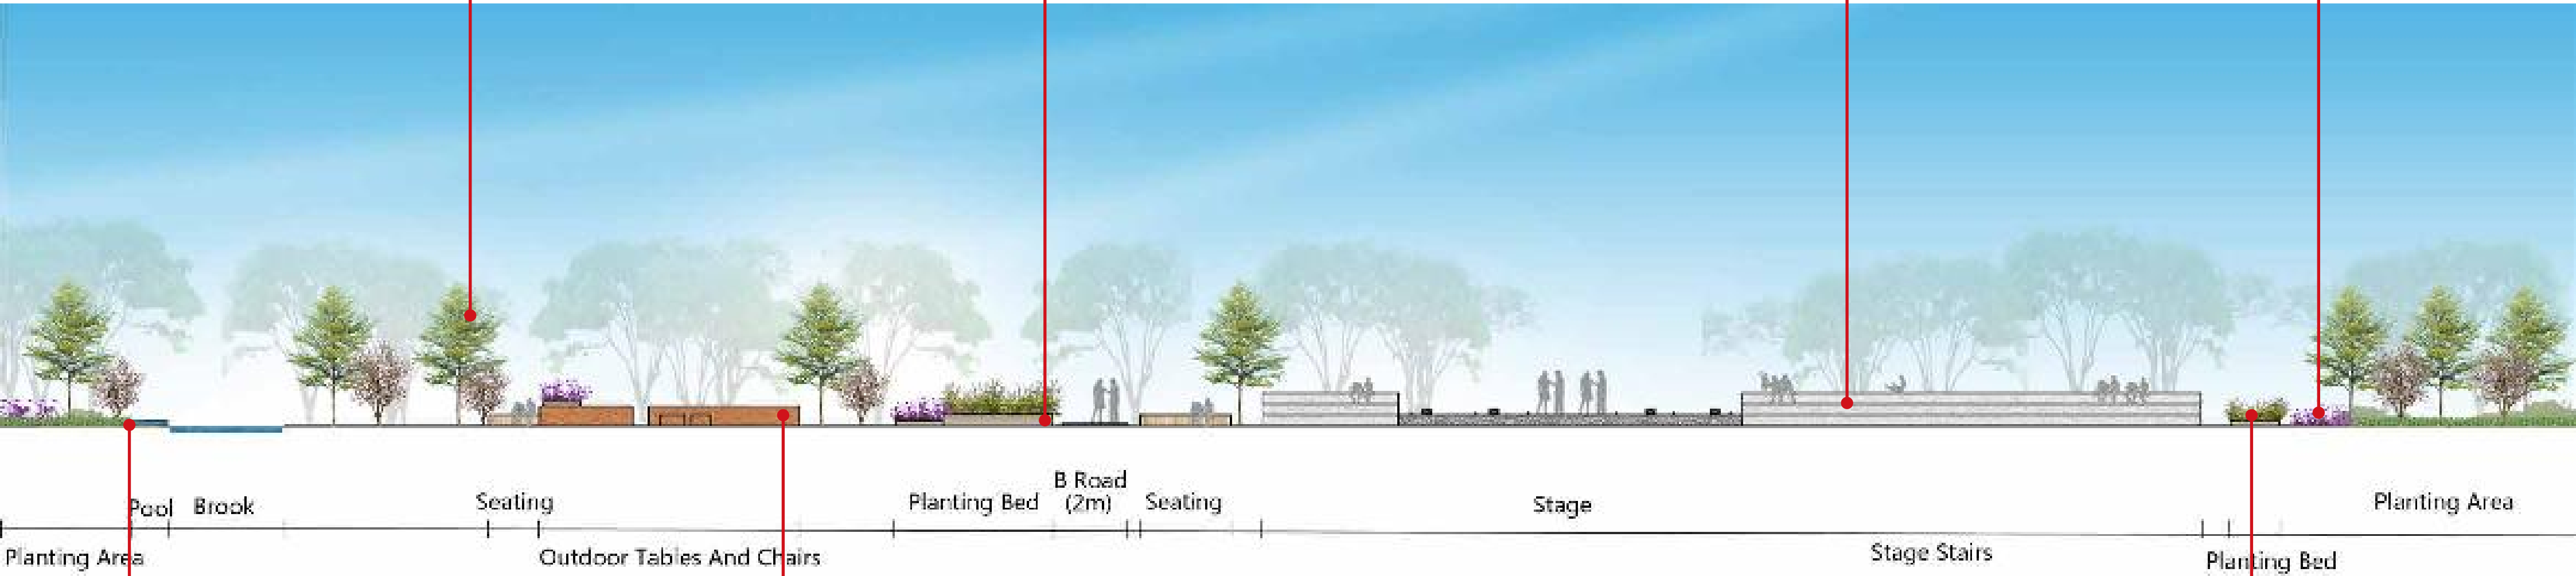 Pool
Brook
Seating
Planting Bed
B Road
(2m)
Seating
Stage
Planting Area
Planting Area
Outdoor Tables And Chairs
Stage Stairs
Planting Bed